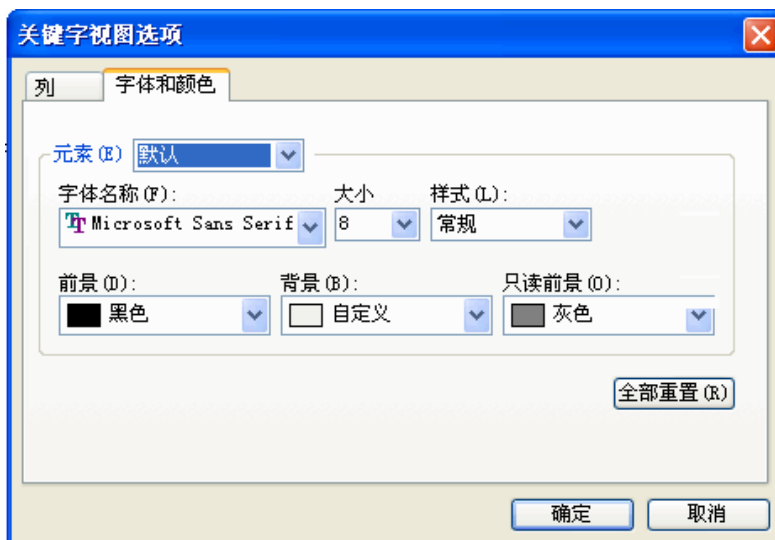 关键字视图选项
列 字体和颜色
元素(E) 默认
字体名称(F): 大小 样式(L):
Microsoft Sans Serif 8 常规
前景(D): 背景(B): 只读前景(O):
黑色 自定义 灰色
全部重置(R)
确定 取消